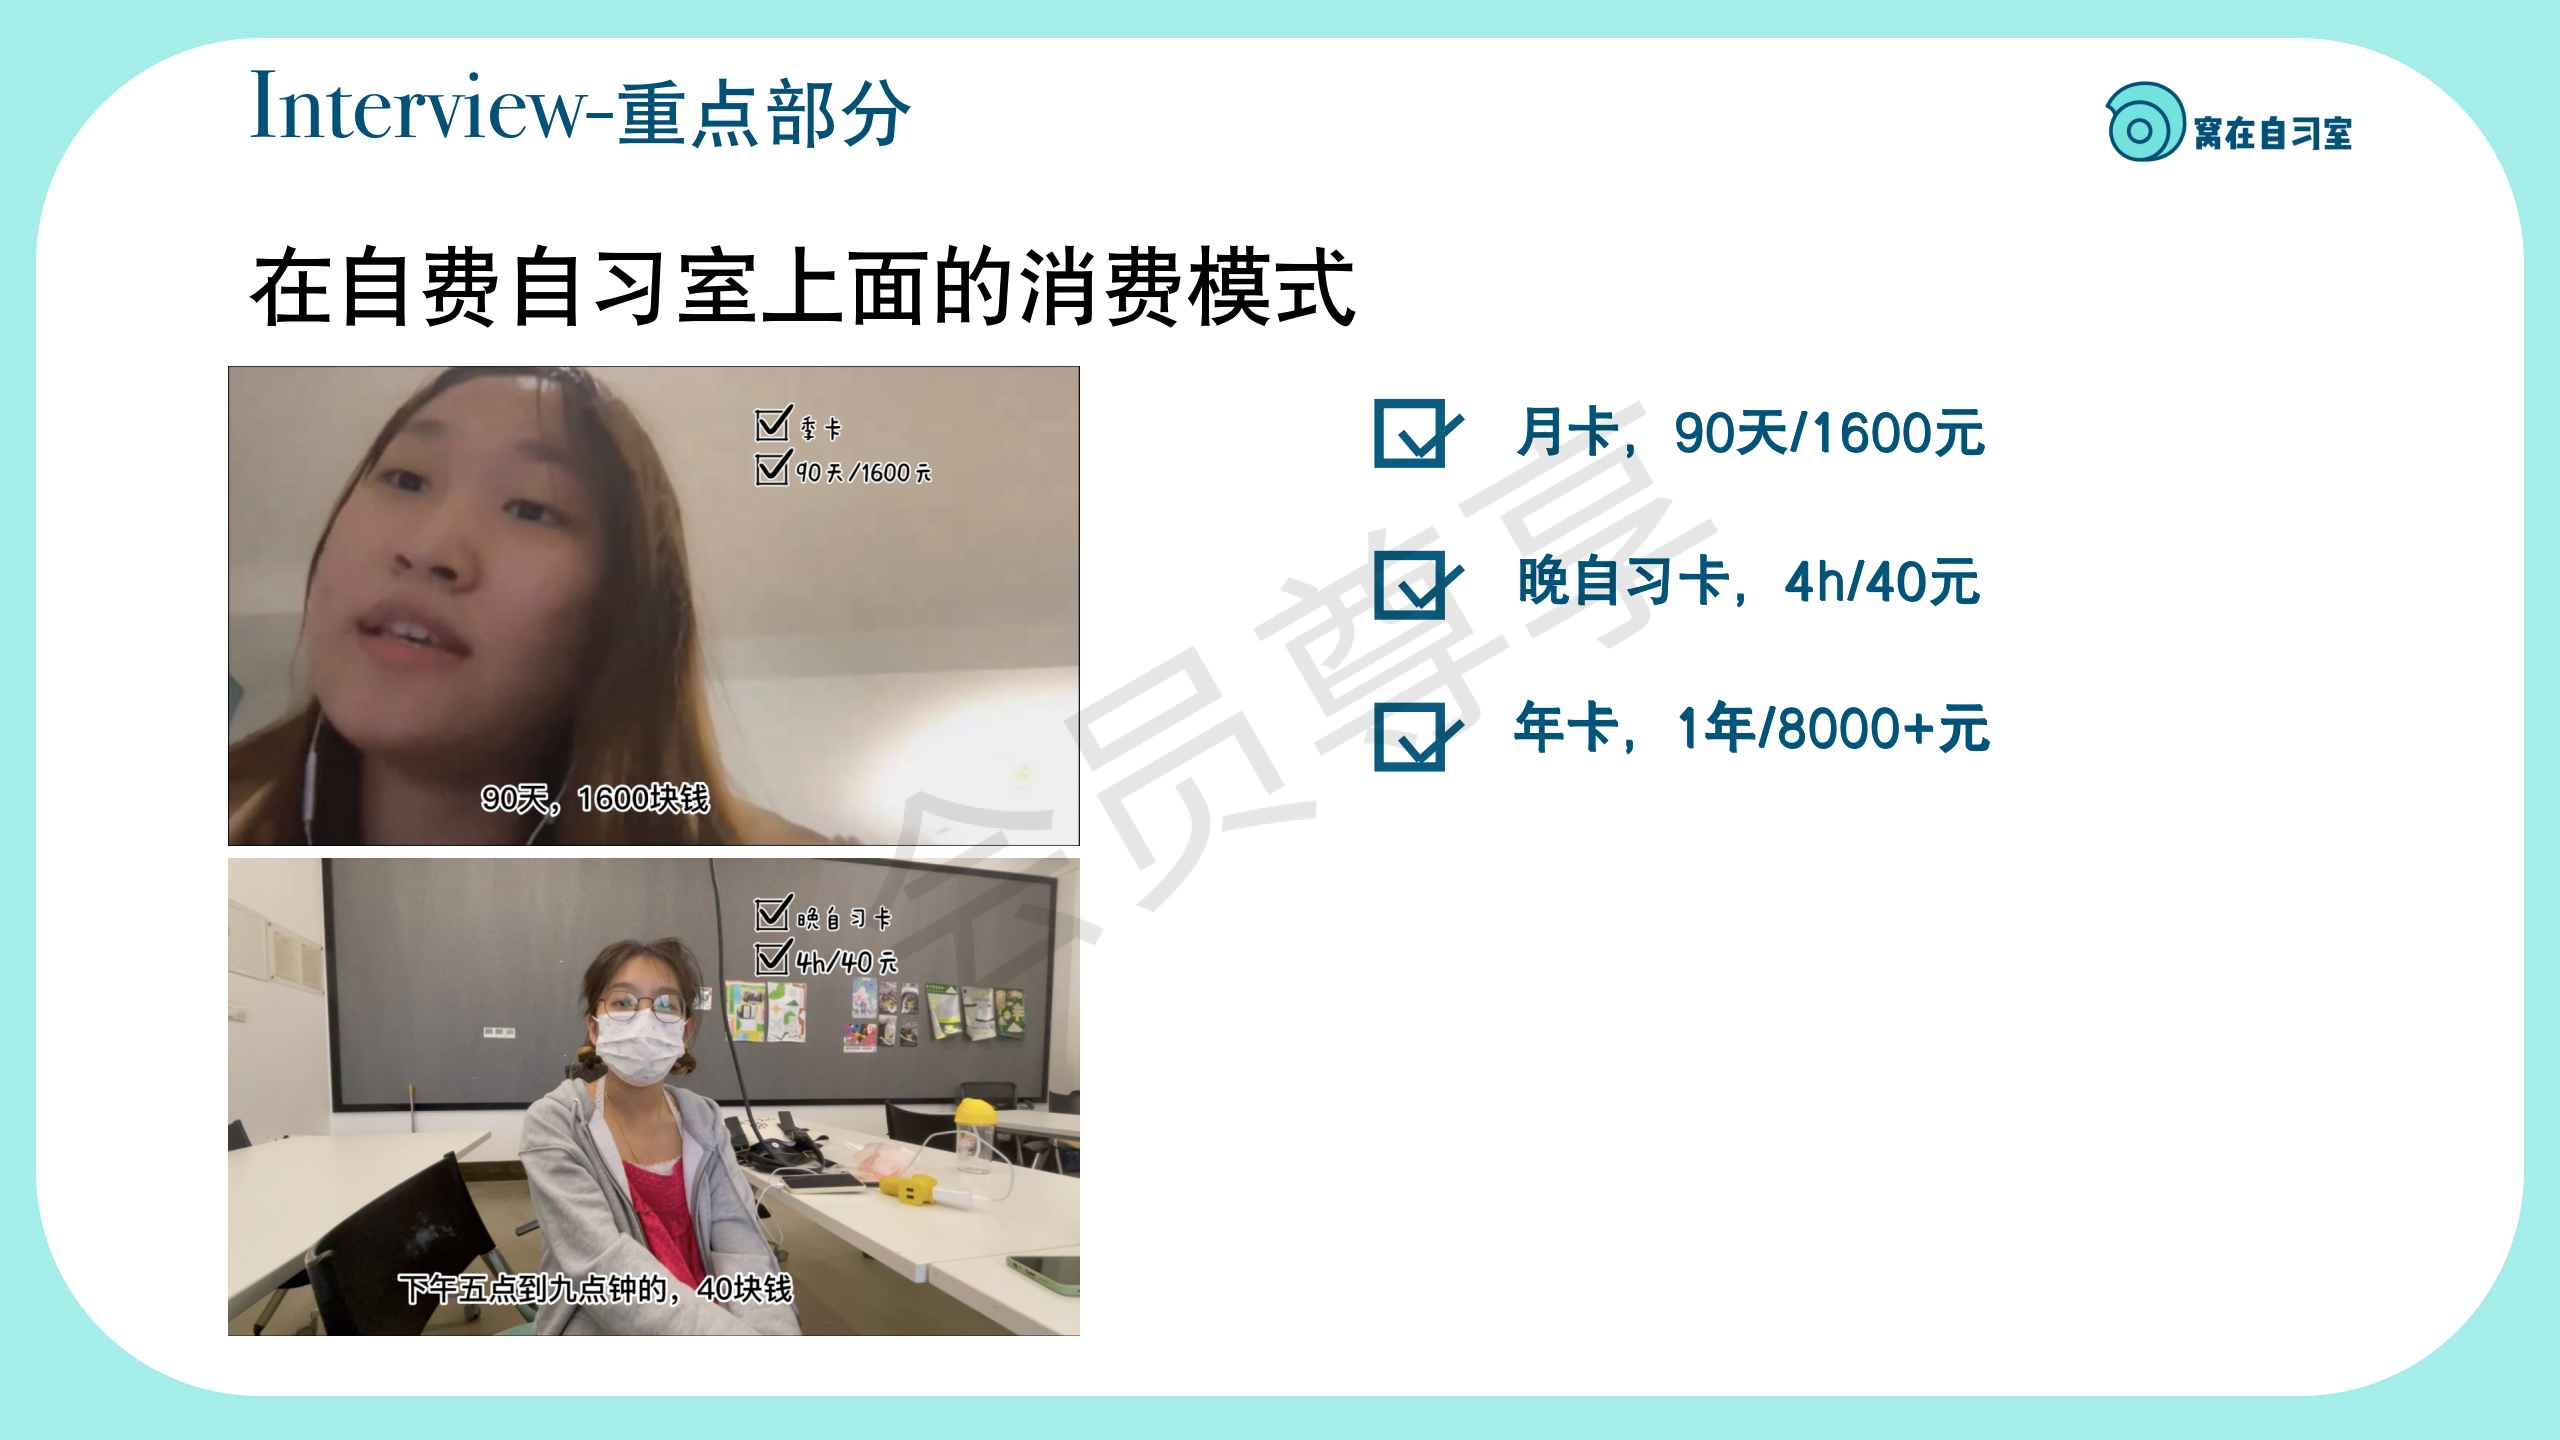 Interview-重点部分
窝在自习室
在自费自习室上面的消费模式
季卡
90天/1600元
90天，1600块钱
晚自习卡
4h/40元
下午五点到九点钟的，40块钱
月卡，90天/1600元
晚自习卡，4h/40元
年卡，1年/8000+元
会员尊享